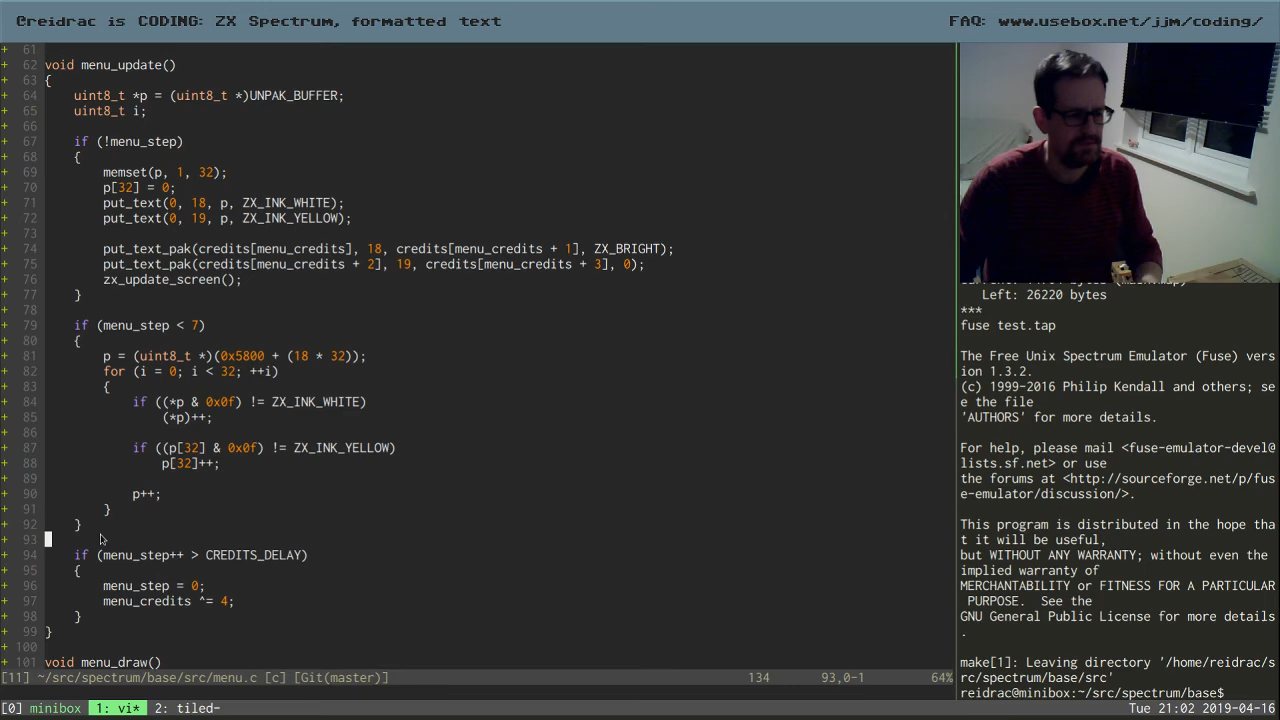 @reidrac is CODING: ZX Spectrum, formatted text
FAQ: www.usebox.net/jjm/coding/
+ 61
+ 62 void menu_update()
+ 63 {
+ 64 uint8_t *p = (uint8_t *)UNPAK_BUFFER;
+ 65 uint8_t i;
+ 66
+ 67 if (!menu_step)
+ 68 {
+ 69 memset(p, 1, 32);
+ 70 p[32] = 0;
+ 71 put_text(0, 18, p, ZX_INK_WHITE);
+ 72 put_text(0, 19, p, ZX_INK_YELLOW);
+ 73
+ 74 put_text_pak(credits[menu_credits], 18, credits[menu_credits + 1], ZX_BRIGHT);
+ 75 put_text_pak(credits[menu_credits + 2], 19, credits[menu_credits + 3], 0);
+ 76 zx_update_screen();
+ 77 }
+ 78
+ 79 if (menu_step < 7)
+ 80 {
+ 81 p = (uint8_t *)(0x5800 + (18 * 32));
+ 82 for (i = 0; i < 32; ++i)
+ 83 {
+ 84 if ((*p & 0x0f) != ZX_INK_WHITE)
+ 85 (*p)++;
+ 86
+ 87 if ((p[32] & 0x0f) != ZX_INK_YELLOW)
+ 88 p[32]++;
+ 89
+ 90 p++;
+ 91 }
+ 92 }
+ 93
+ 94 if (menu_step++ > CREDITS_DELAY)
+ 95 {
+ 96 menu_step = 0;
+ 97 menu_credits ^= 4;
+ 98 }
+ 99 }
+ 100
+ 101 void menu_draw()
[11] ~/src/spectrum/base/src/menu.c [c] [Git(master)] 134 93,0-1 64%
Left: 26220 bytes
***
fuse test.tap
The Free Unix Spectrum Emulator (Fuse) vers
ion 1.3.2.
(c) 1999-2016 Philip Kendall and others; se
e the file
'AUTHORS' for more details.
For help, please mail <fuse-emulator-devel@
lists.sf.net> or use
the forums at <http://sourceforge.net/p/fus
e-emulator/discussion/>.
This program is distributed in the hope tha
t it will be useful,
but WITHOUT ANY WARRANTY; without even the
implied warranty of
MERCHANTABILITY or FITNESS FOR A PARTICULAR
PURPOSE. See the
GNU General Public License for more details
.
make[1]: Leaving directory '/home/reidrac/s
rc/spectrum/base/src'
reidrac@minibox:~/src/spectrum/base$
[0] minibox 1: vi* 2: tiled- Tue 21:02 2019-04-16